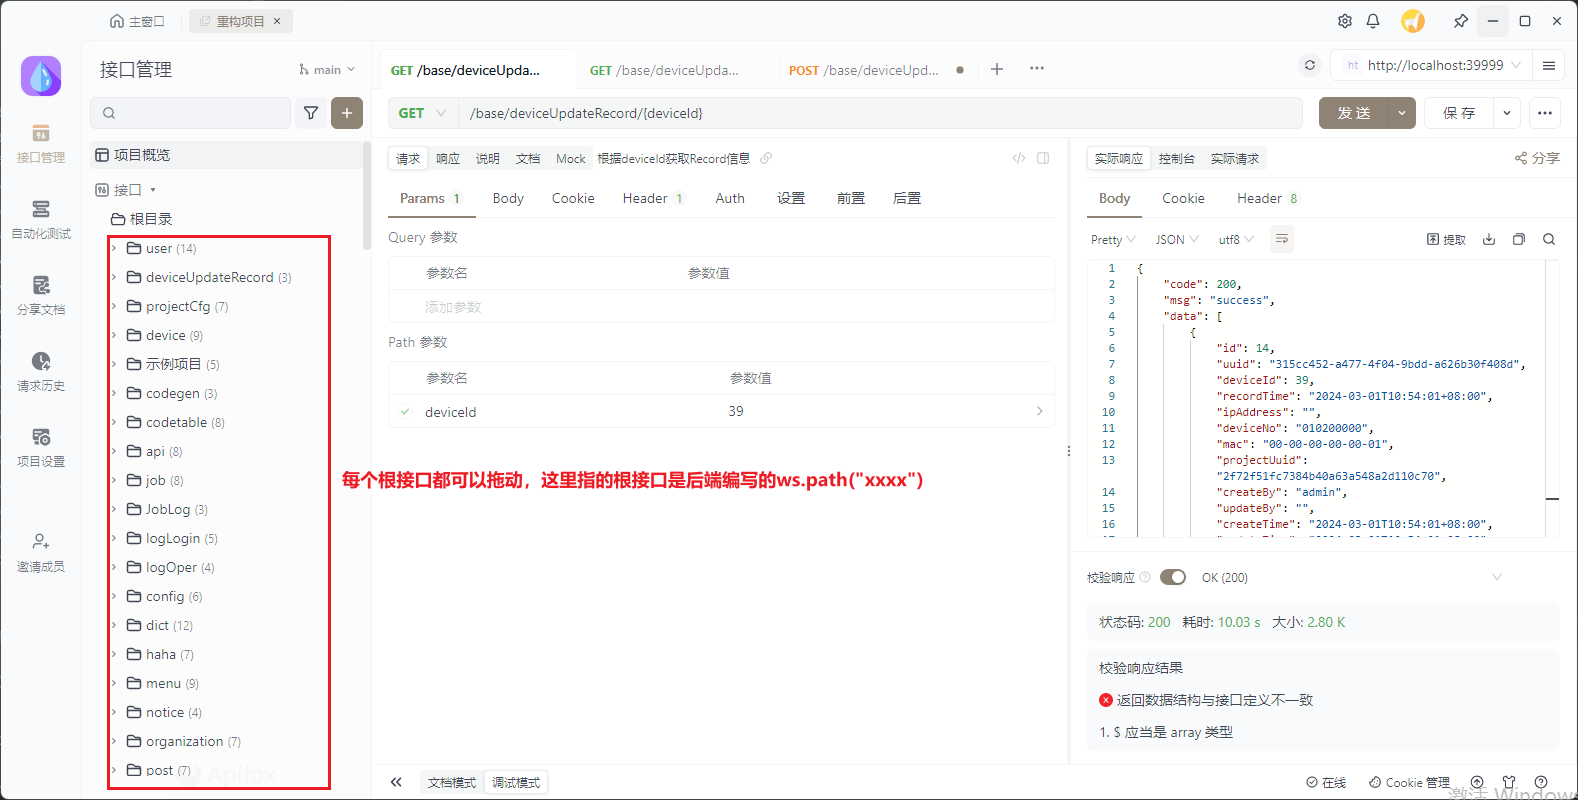 主窗口
重构项目
接口管理
main
项目概览
接口
根目录
user (14)
deviceUpdateRecord (3)
projectCfg (7)
device (9)
示例项目 (5)
codegen (3)
codetable (8)
api (8)
job (8)
JobLog (3)
logLogin (5)
logOper (4)
config (6)
dict (12)
haha (7)
menu (9)
notice (4)
organization (7)
post (7)
Apifox
接口管理
自动化测试
分享文档
请求历史
项目设置
邀请成员
GET /base/deviceUpda...
GET /base/deviceUpda...
POST /base/deviceUpd...
ht http://localhost:39999
GET /base/deviceUpdateRecord/{deviceId}
发 送
保 存
请求 响应 说明 文档 Mock 根据deviceId获取Record信息
Params 1 Body Cookie Header 1 Auth 设置 前置 后置
Query 参数
参数名 参数值
添加参数
Path 参数
参数名 参数值
deviceId 39
每个根接口都可以拖动，这里指的根接口是后端编写的ws.path("xxxx")
实际响应 控制台 实际请求
分享
Body Cookie Header 8
Pretty JSON utf8 提取
1 {
2 "code": 200,
3 "msg": "success",
4 "data": [
5 {
6 "id": 14,
7 "uuid": "315cc452-a477-4f04-9bdd-a626b30f408d",
8 "deviceId": 39,
9 "recordTime": "2024-03-01T10:54:01+08:00",
10 "ipAddress": "",
11 "deviceNo": "010200000",
12 "mac": "00-00-00-00-00-01",
13 "projectUuid":
"2f72f51fc7384b40a63a548a2d110c70",
14 "createBy": "admin",
15 "updateBy": "",
16 "createTime": "2024-03-01T10:54:01+08:00",
校验响应 OK (200)
状态码: 200 耗时: 10.03 s 大小: 2.80 K
校验响应结果
返回数据结构与接口定义不一致
1. $ 应当是 array 类型
文档模式 调试模式
在线 Cookie 管理
激活 Windows